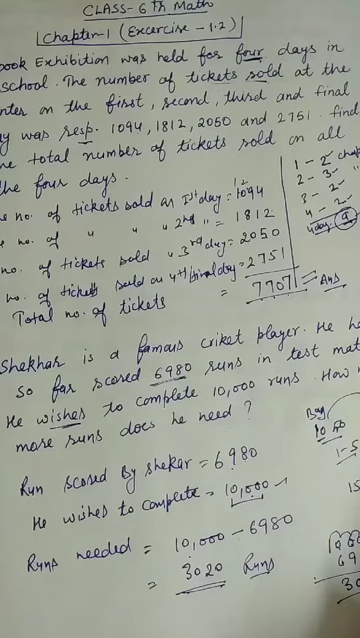 CLASS- 6 th Math
Chapter-1 (Excercise - 1.2)
book Exhibition was held for four days in
school. The number of tickets sold at the
nter on the first, second, third and final
y was resp. 1094, 1812, 2050 and 2751. find
e total number of tickets sold on all
the four days.
e no. of tickets sold on Ist day = 1094
no. of " " " 2nd " = 1812
no. of tickets sold " 3rd day = 2050
no. of tickets sold on 4th/final day = 2751
Total no. of tickets = 7707 = Ans
Shekhar is a famous criket player. He ha
so far scored 6980 runs in test mat
He wishes to complete 10,000 runs. How
more runs does he need?
Run scored By shekar = 6980
He wishes to complete = 10,000
Runs needed = 10,000 - 6980
= 3020 Runs